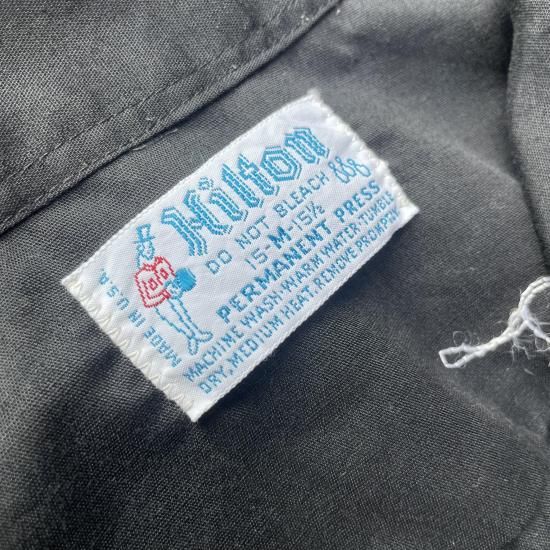 Hilton
DO NOT BLEACH
15-M-15½
PERMANENT PRESS
MACHINE WASH:WARM WATER.TUMBLE
DRY,MEDIUM HEAT,REMOVE PROMPTLY
MADE IN U.S.A.